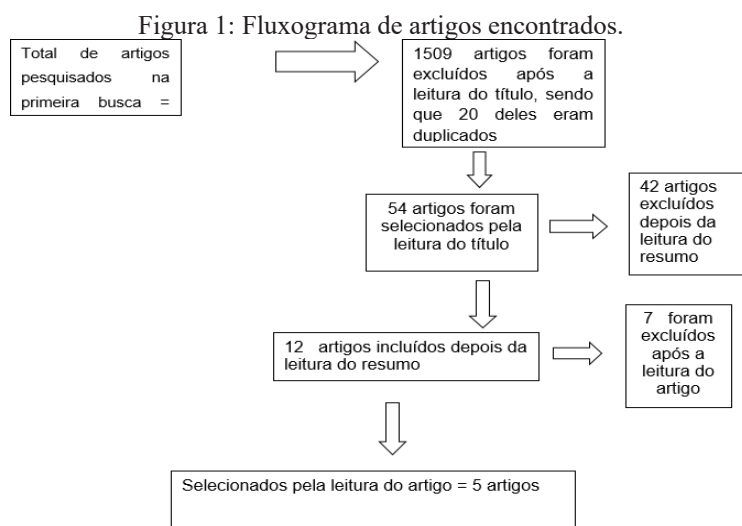 Figura 1: Fluxograma de artigos encontrados.
Total de artigos
pesquisados na
primeira busca =
1509 artigos foram
excluídos após a
leitura do título, sendo
que 20 deles eram
duplicados
54 artigos foram
selecionados pela
leitura do título
42 artigos
excluídos
depois da
leitura do
resumo
12 artigos incluídos depois da
leitura do resumo
7 foram
excluídos
após a
leitura do
artigo
Selecionados pela leitura do artigo = 5 artigos